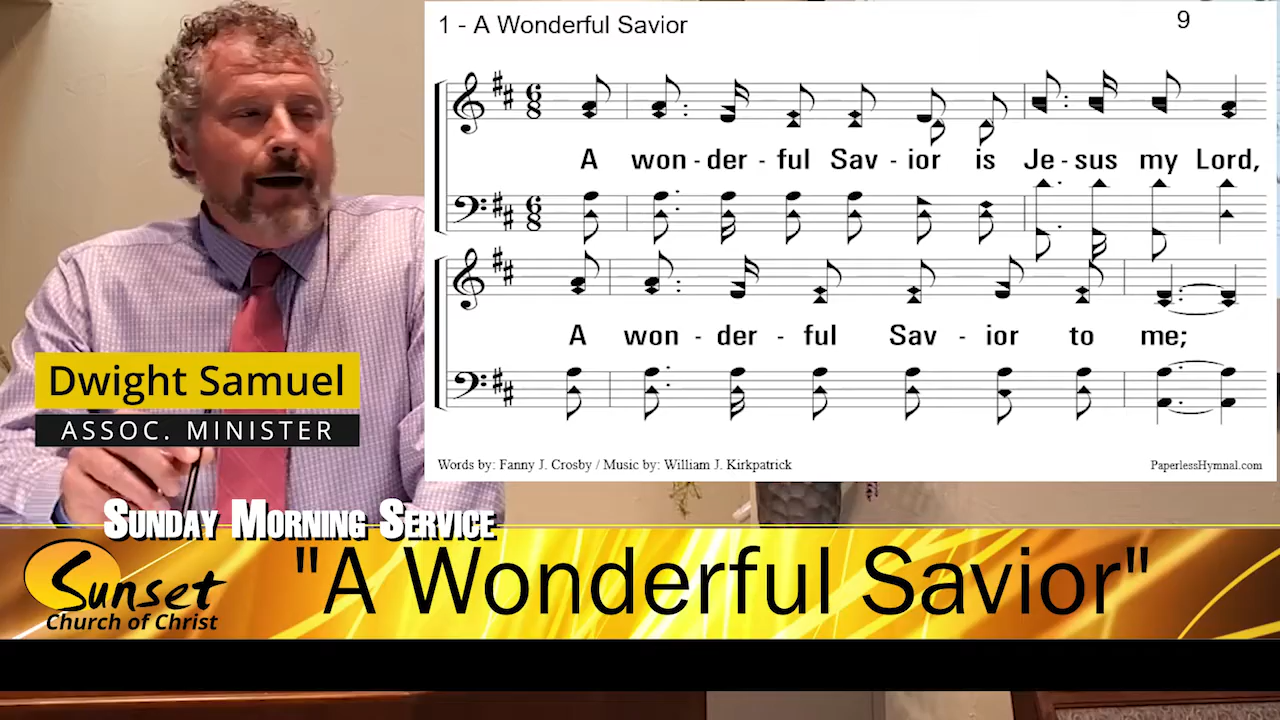 1 - A Wonderful Savior
9
A won - der - ful Sav - ior is Je - sus my Lord,
A won - der - ful Sav - ior to me;
Words by: Fanny J. Crosby / Music by: William J. Kirkpatrick
PaperlessHymnal.com
Dwight Samuel
ASSOC. MINISTER
Sunday Morning Service
"A Wonderful Savior"
Sunset
Church of Christ